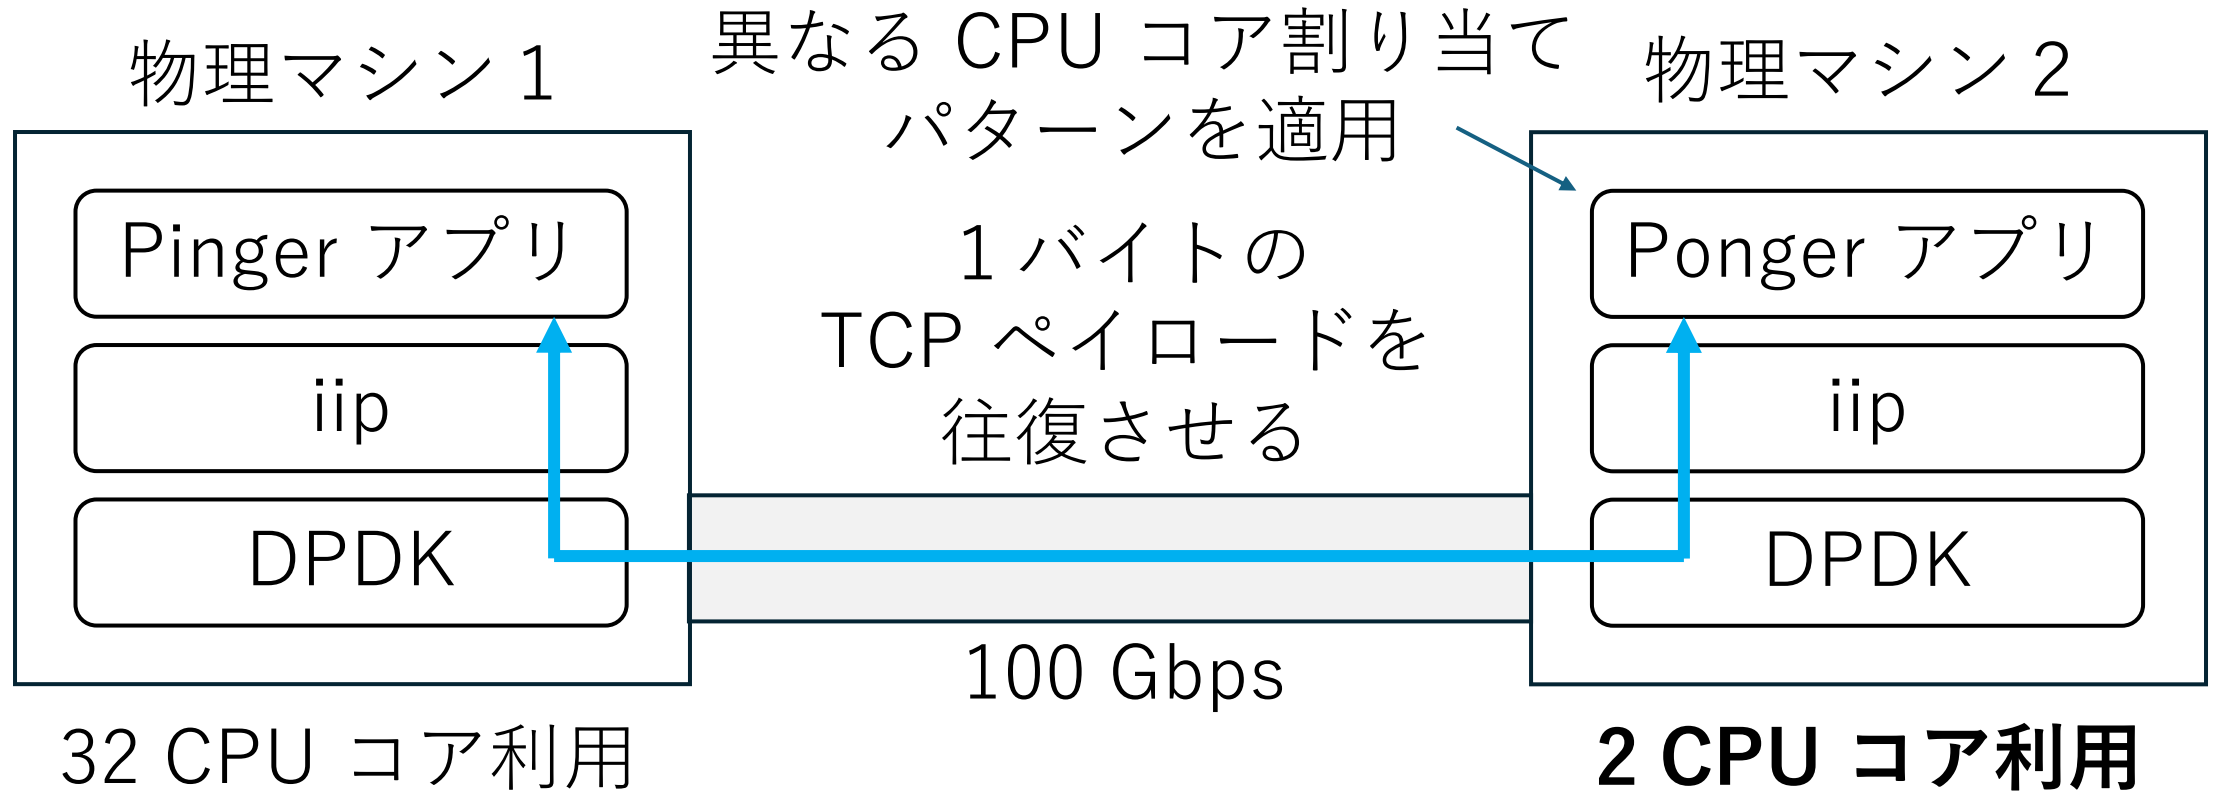 物理マシン 1
異なる CPU コア割り当て
パターンを適用
物理マシン 2
Pinger アプリ
iip
DPDK
1 バイトの
TCP ペイロードを
往復させる
100 Gbps
Ponger アプリ
iip
DPDK
32 CPU コア利用
2 CPU コア利用